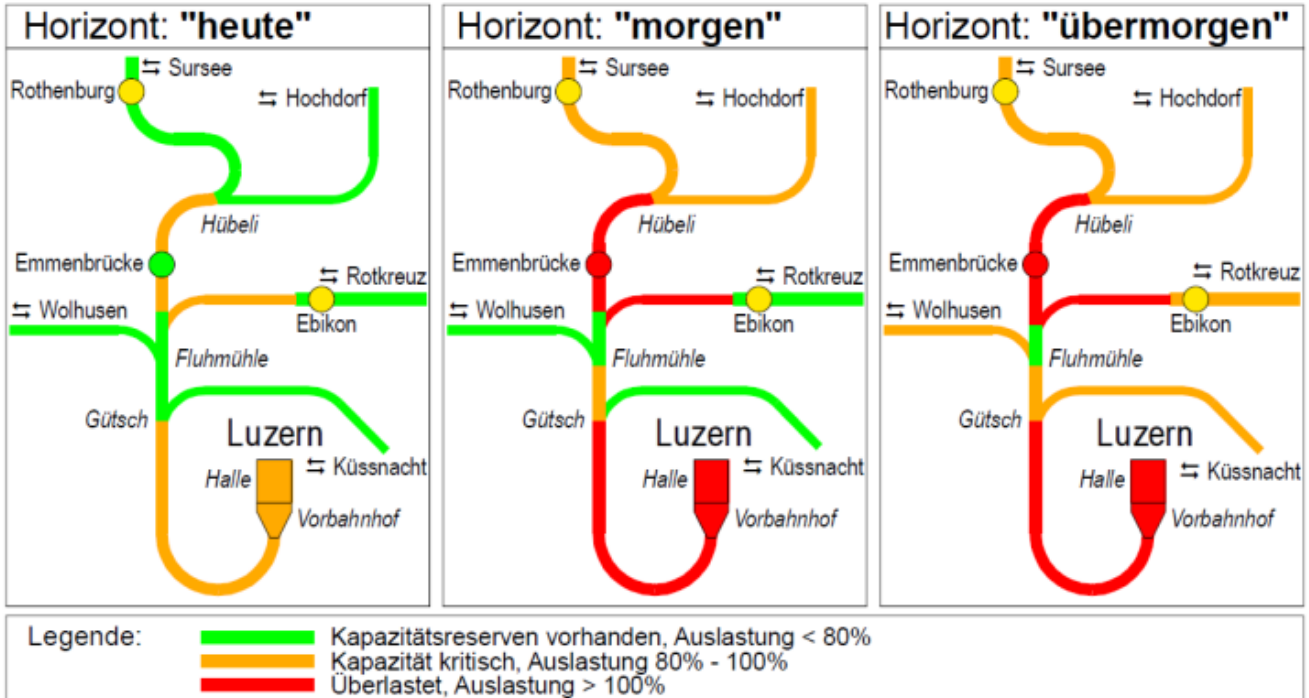 Horizont: "heute"
⇆ Sursee
Rothenburg
⇆ Hochdorf
Hübeli
Emmenbrücke
⇆ Rotkreuz
⇆ Wolhusen
Ebikon
Fluhmühle
Gütsch
Luzern
Halle
⇆ Küssnacht
Vorbahnhof
Horizont: "morgen"
⇆ Sursee
Rothenburg
⇆ Hochdorf
Hübeli
Emmenbrücke
⇆ Rotkreuz
⇆ Wolhusen
Ebikon
Fluhmühle
Gütsch
Luzern
Halle
⇆ Küssnacht
Vorbahnhof
Horizont: "übermorgen"
⇆ Sursee
Rothenburg
⇆ Hochdorf
Hübeli
Emmenbrücke
⇆ Rotkreuz
⇆ Wolhusen
Ebikon
Fluhmühle
Gütsch
Luzern
Halle
⇆ Küssnacht
Vorbahnhof
Legende:
Kapazitätsreserven vorhanden, Auslastung < 80%
Kapazität kritisch, Auslastung 80% - 100%
Überlastet, Auslastung > 100%